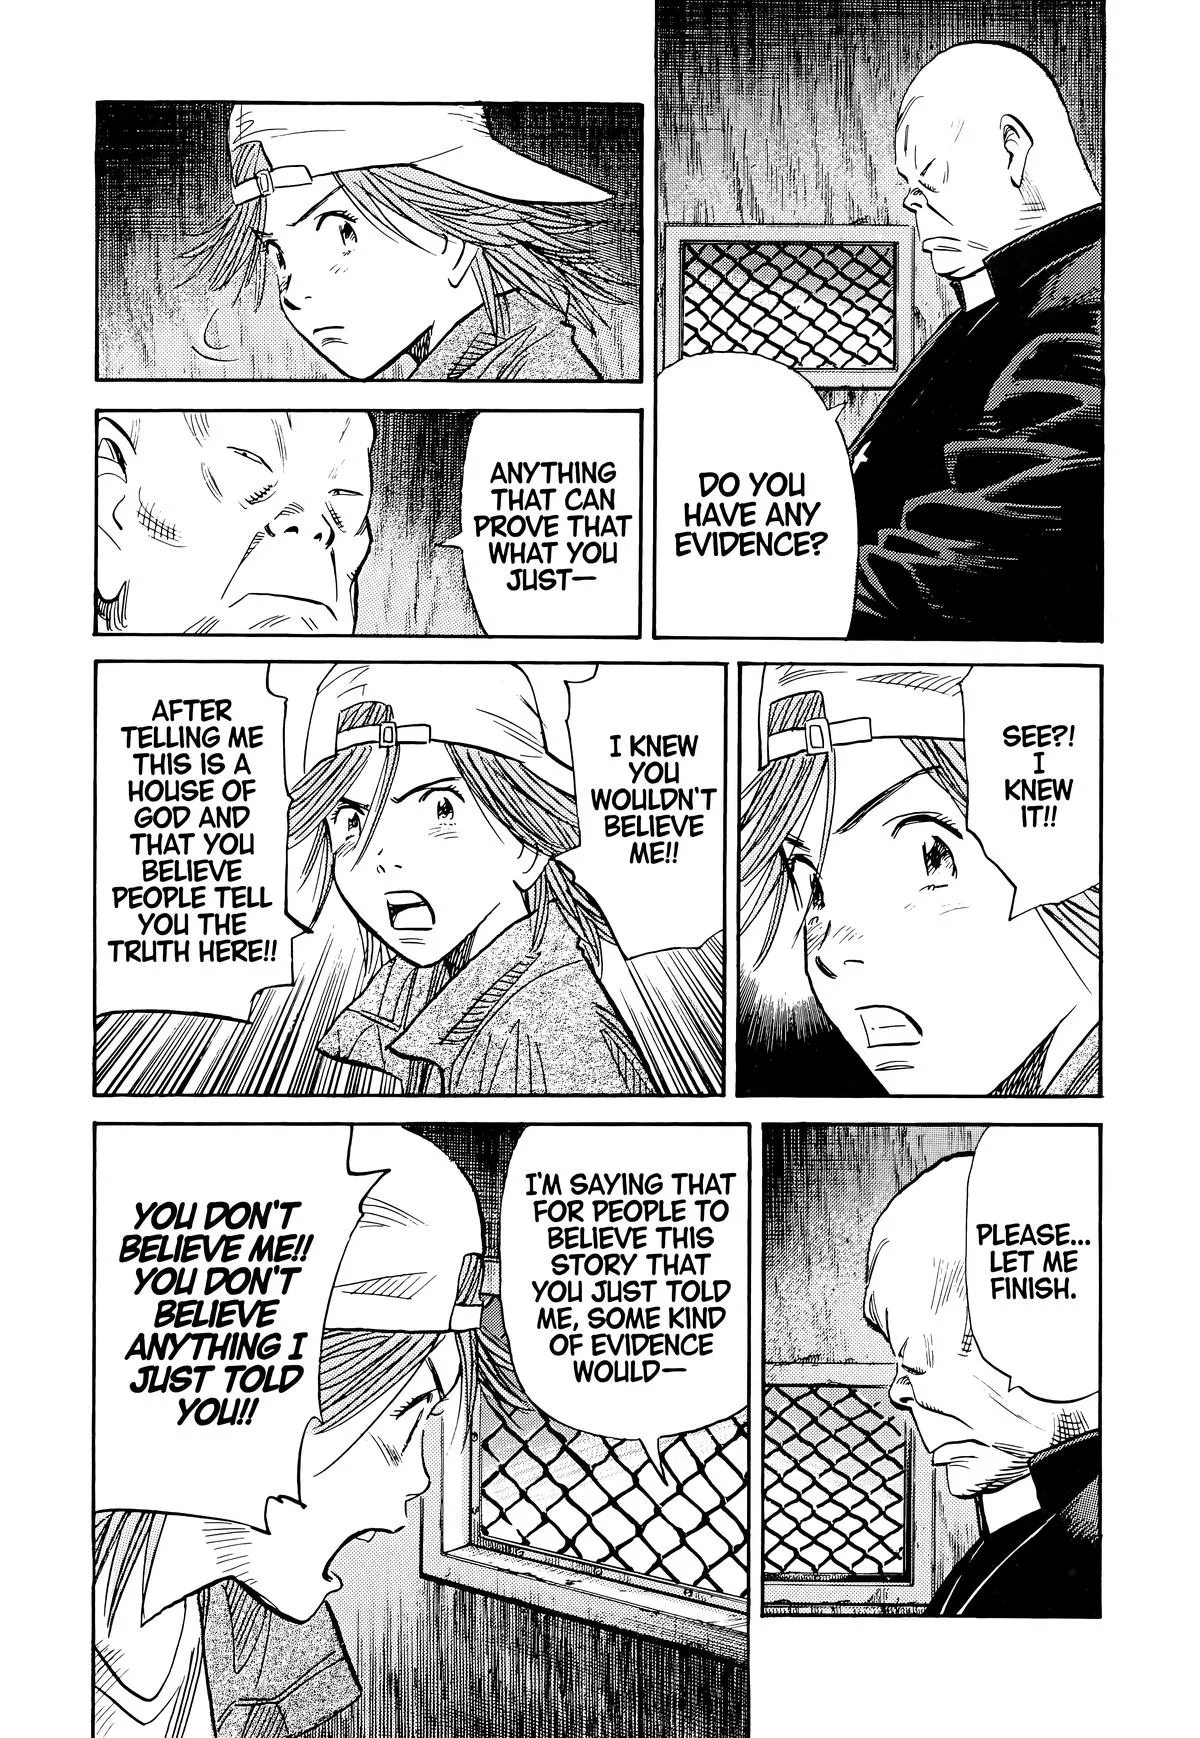 DO YOU
HAVE ANY
EVIDENCE?
ANYTHING
THAT CAN
PROVE THAT
WHAT YOU
JUST—
SEE?!
I
KNEW
IT!!
I KNEW
YOU
WOULDN'T
BELIEVE
ME!!
AFTER
TELLING ME
THIS IS A
HOUSE OF
GOD AND
THAT YOU
BELIEVE
PEOPLE TELL
YOU THE
TRUTH HERE!!
PLEASE...
LET ME
FINISH.
I'M SAYING THAT
FOR PEOPLE TO
BELIEVE THIS
STORY THAT
YOU JUST TOLD
ME, SOME KIND
OF EVIDENCE
WOULD—
YOU DON'T
BELIEVE ME!!
YOU DON'T
BELIEVE
ANYTHING I
JUST TOLD
YOU!!